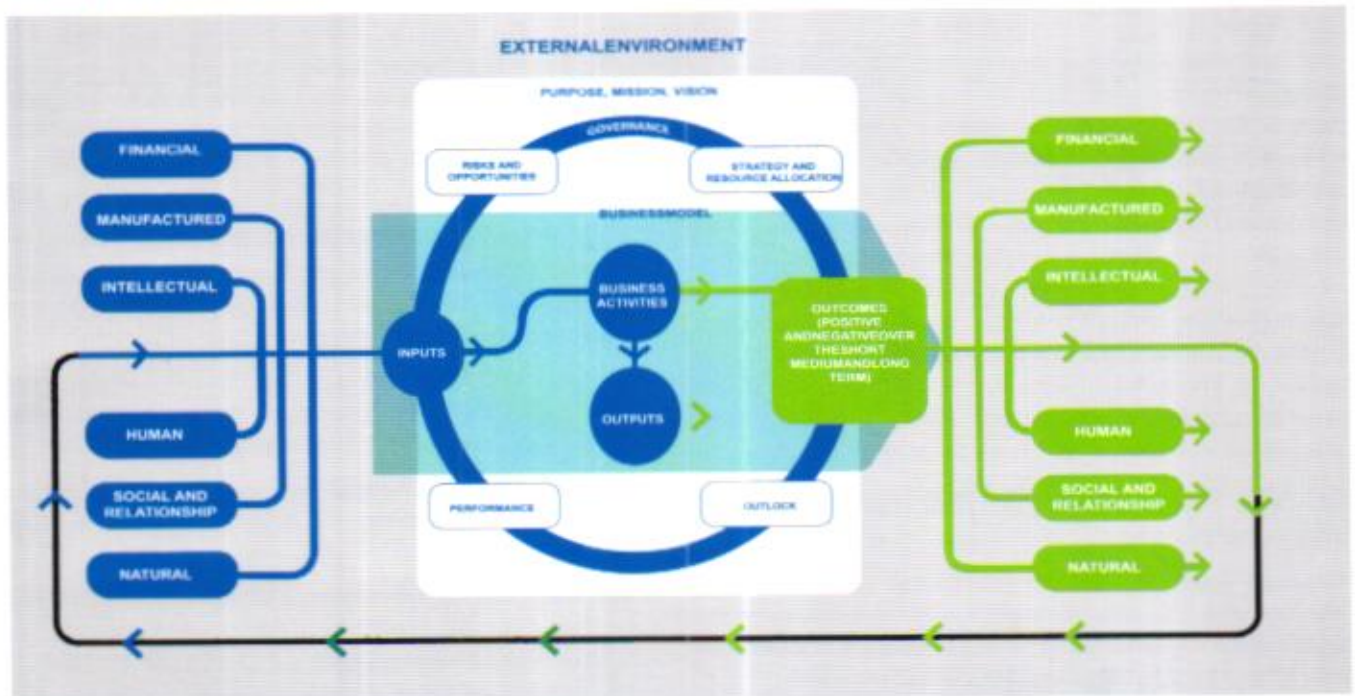 EXTERNALENVIRONMENT
PURPOSE, MISSION, VISION
GOVERNANCE
RISKS AND
OPPORTUNITIES
STRATEGY AND
RESOURCE ALLOCATION
BUSINESSMODEL
FINANCIAL
MANUFACTURED
INTELLECTUAL
HUMAN
SOCIAL AND
RELATIONSHIP
NATURAL
INPUTS
BUSINESS
ACTIVITIES
OUTPUTS
OUTCOMES
(POSITIVE
ANDNEGATIVEOVER
THESHORT
MEDIUMANDLONG
TERM)
PERFORMANCE
OUTLOCK
FINANCIAL
MANUFACTURED
INTELLECTUAL
HUMAN
SOCIAL AND
RELATIONSHIP
NATURAL